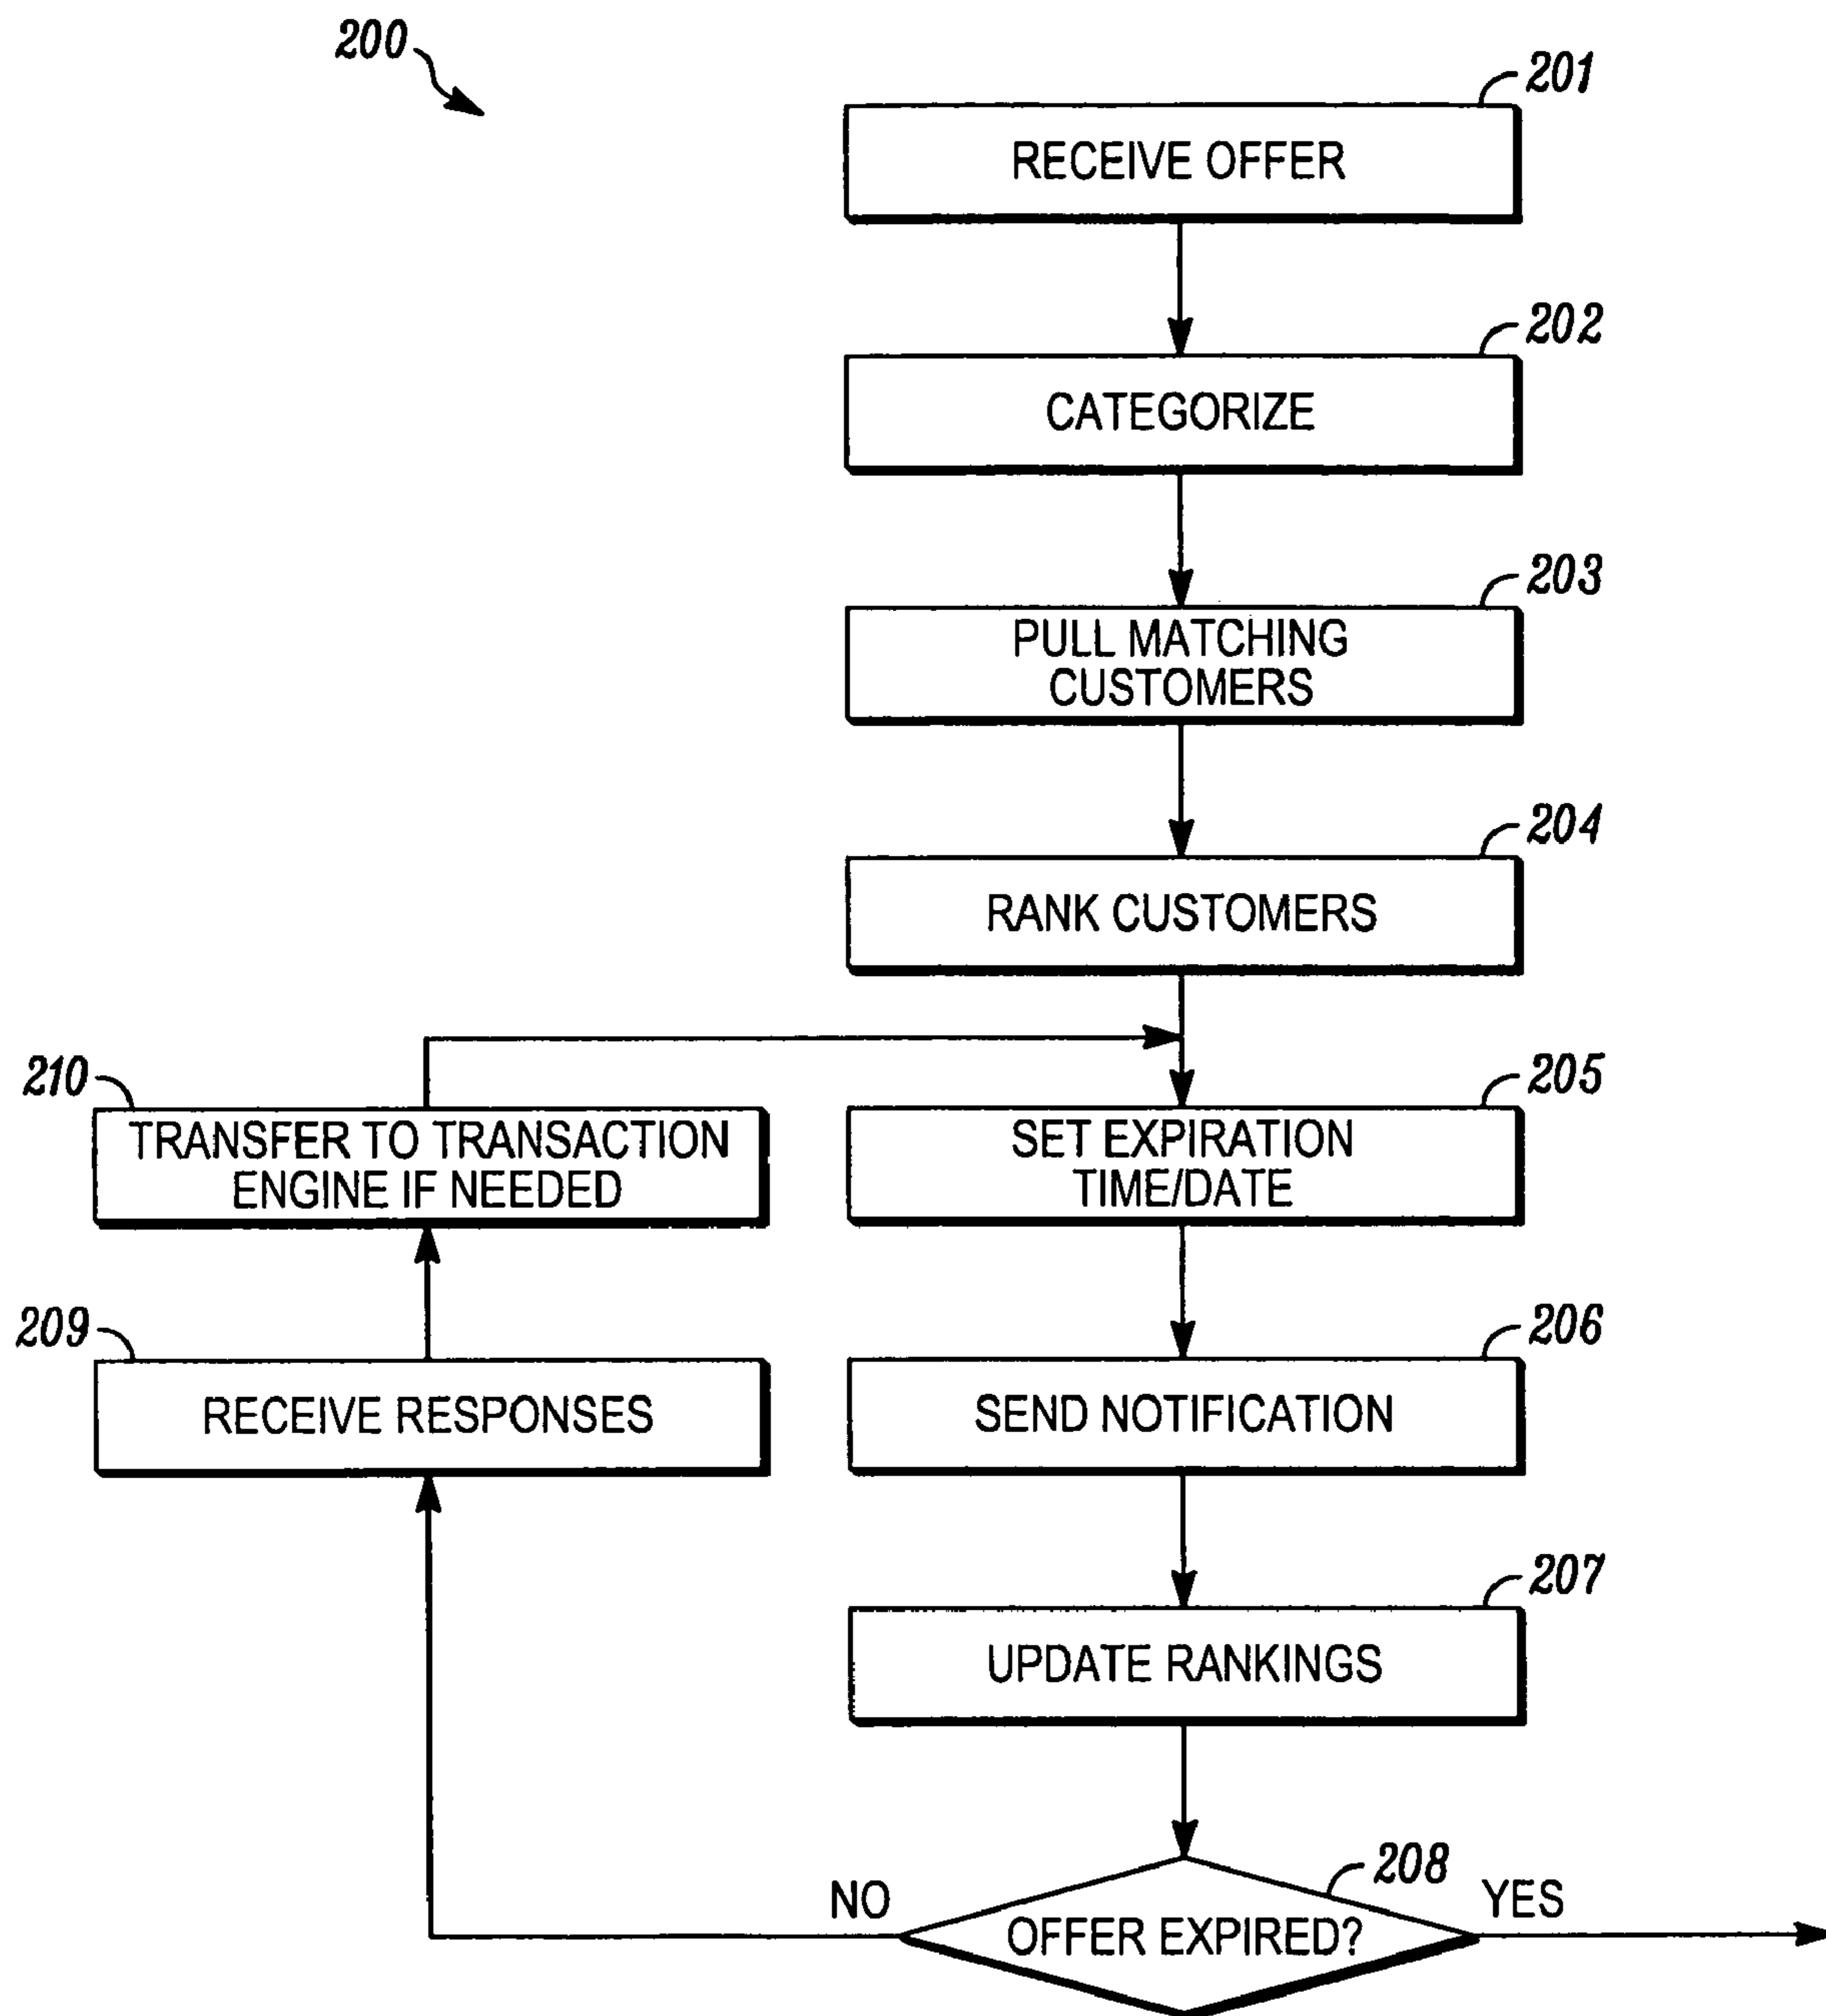 200
201
RECEIVE OFFER
202
CATEGORIZE
203
PULL MATCHING
CUSTOMERS
204
RANK CUSTOMERS
210
TRANSFER TO TRANSACTION
ENGINE IF NEEDED
205
SET EXPIRATION
TIME/DATE
209
RECEIVE RESPONSES
206
SEND NOTIFICATION
207
UPDATE RANKINGS
208
NO
OFFER EXPIRED?
YES